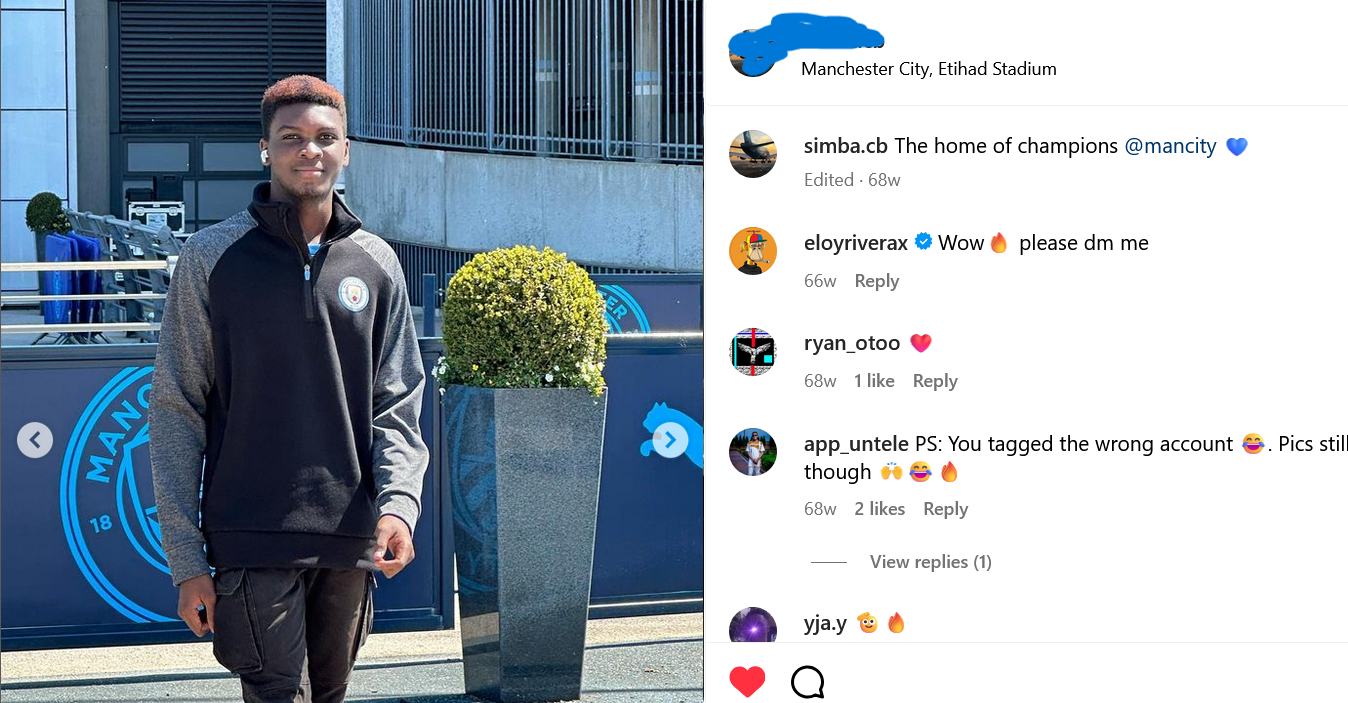 Manchester City, Etihad Stadium
simba.cb The home of champions @mancity 💙
Edited · 68w
eloyriverax Wow🔥 please dm me
66w Reply
ryan_otoo ❤️
68w 1 like Reply
app_untele PS: You tagged the wrong account 😂. Pics still
though 🙌😂🔥
68w 2 likes Reply
View replies (1)
yja.y 🫡🔥
MANC
18